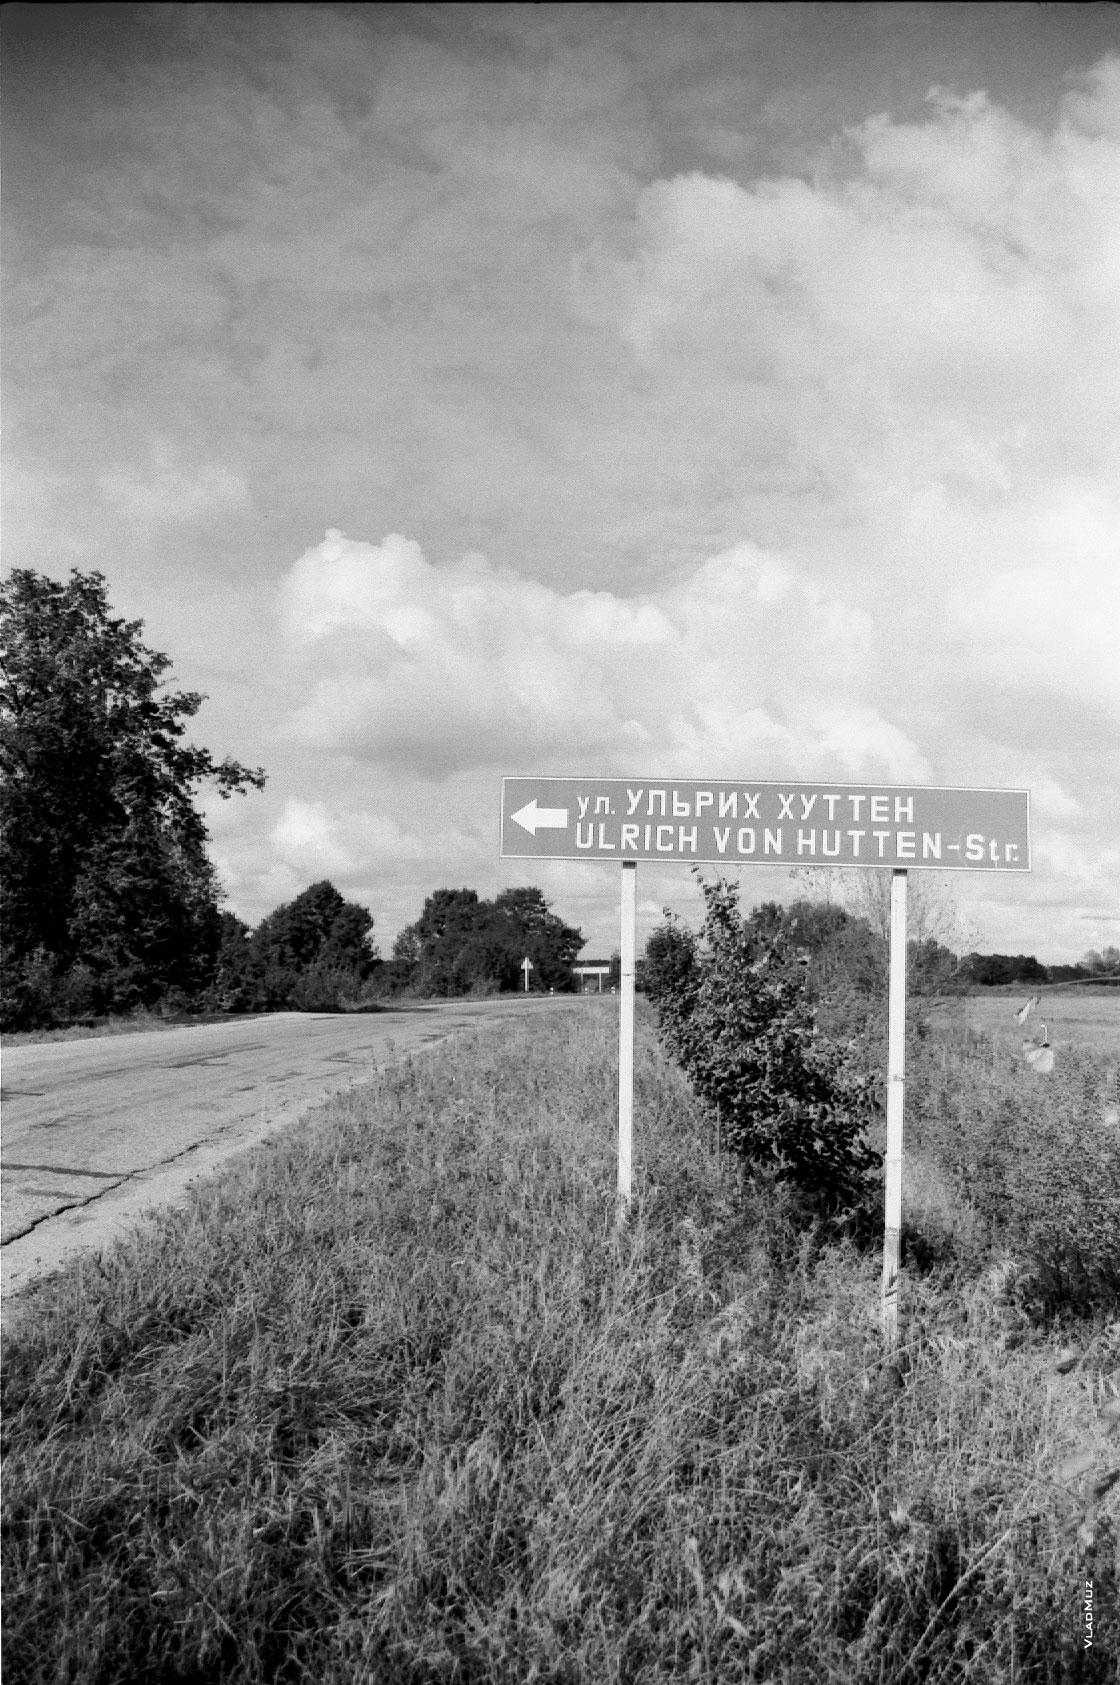 ул. УЛЬРИХ ХУТТЕН
ULRICH VON HUTTEN-Str.
VLADMUZ